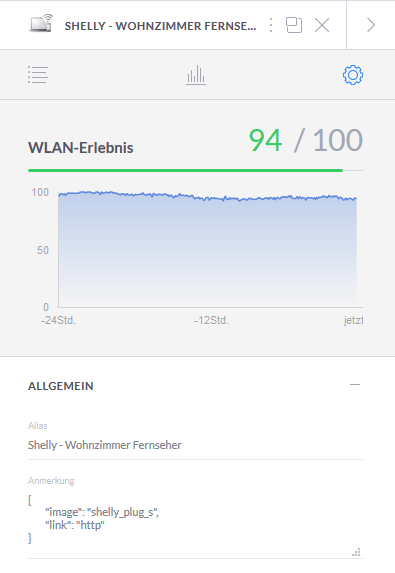 SHELLY - WOHNZIMMER FERNSE...
WLAN-Erlebnis
94 / 100
100
50
0
-24Std.
-12Std.
jetzt
ALLGEMEIN
Alias
Shelly - Wohnzimmer Fernseher
Anmerkung
{
"image": "shelly_plug_s",
"link": "http"
}